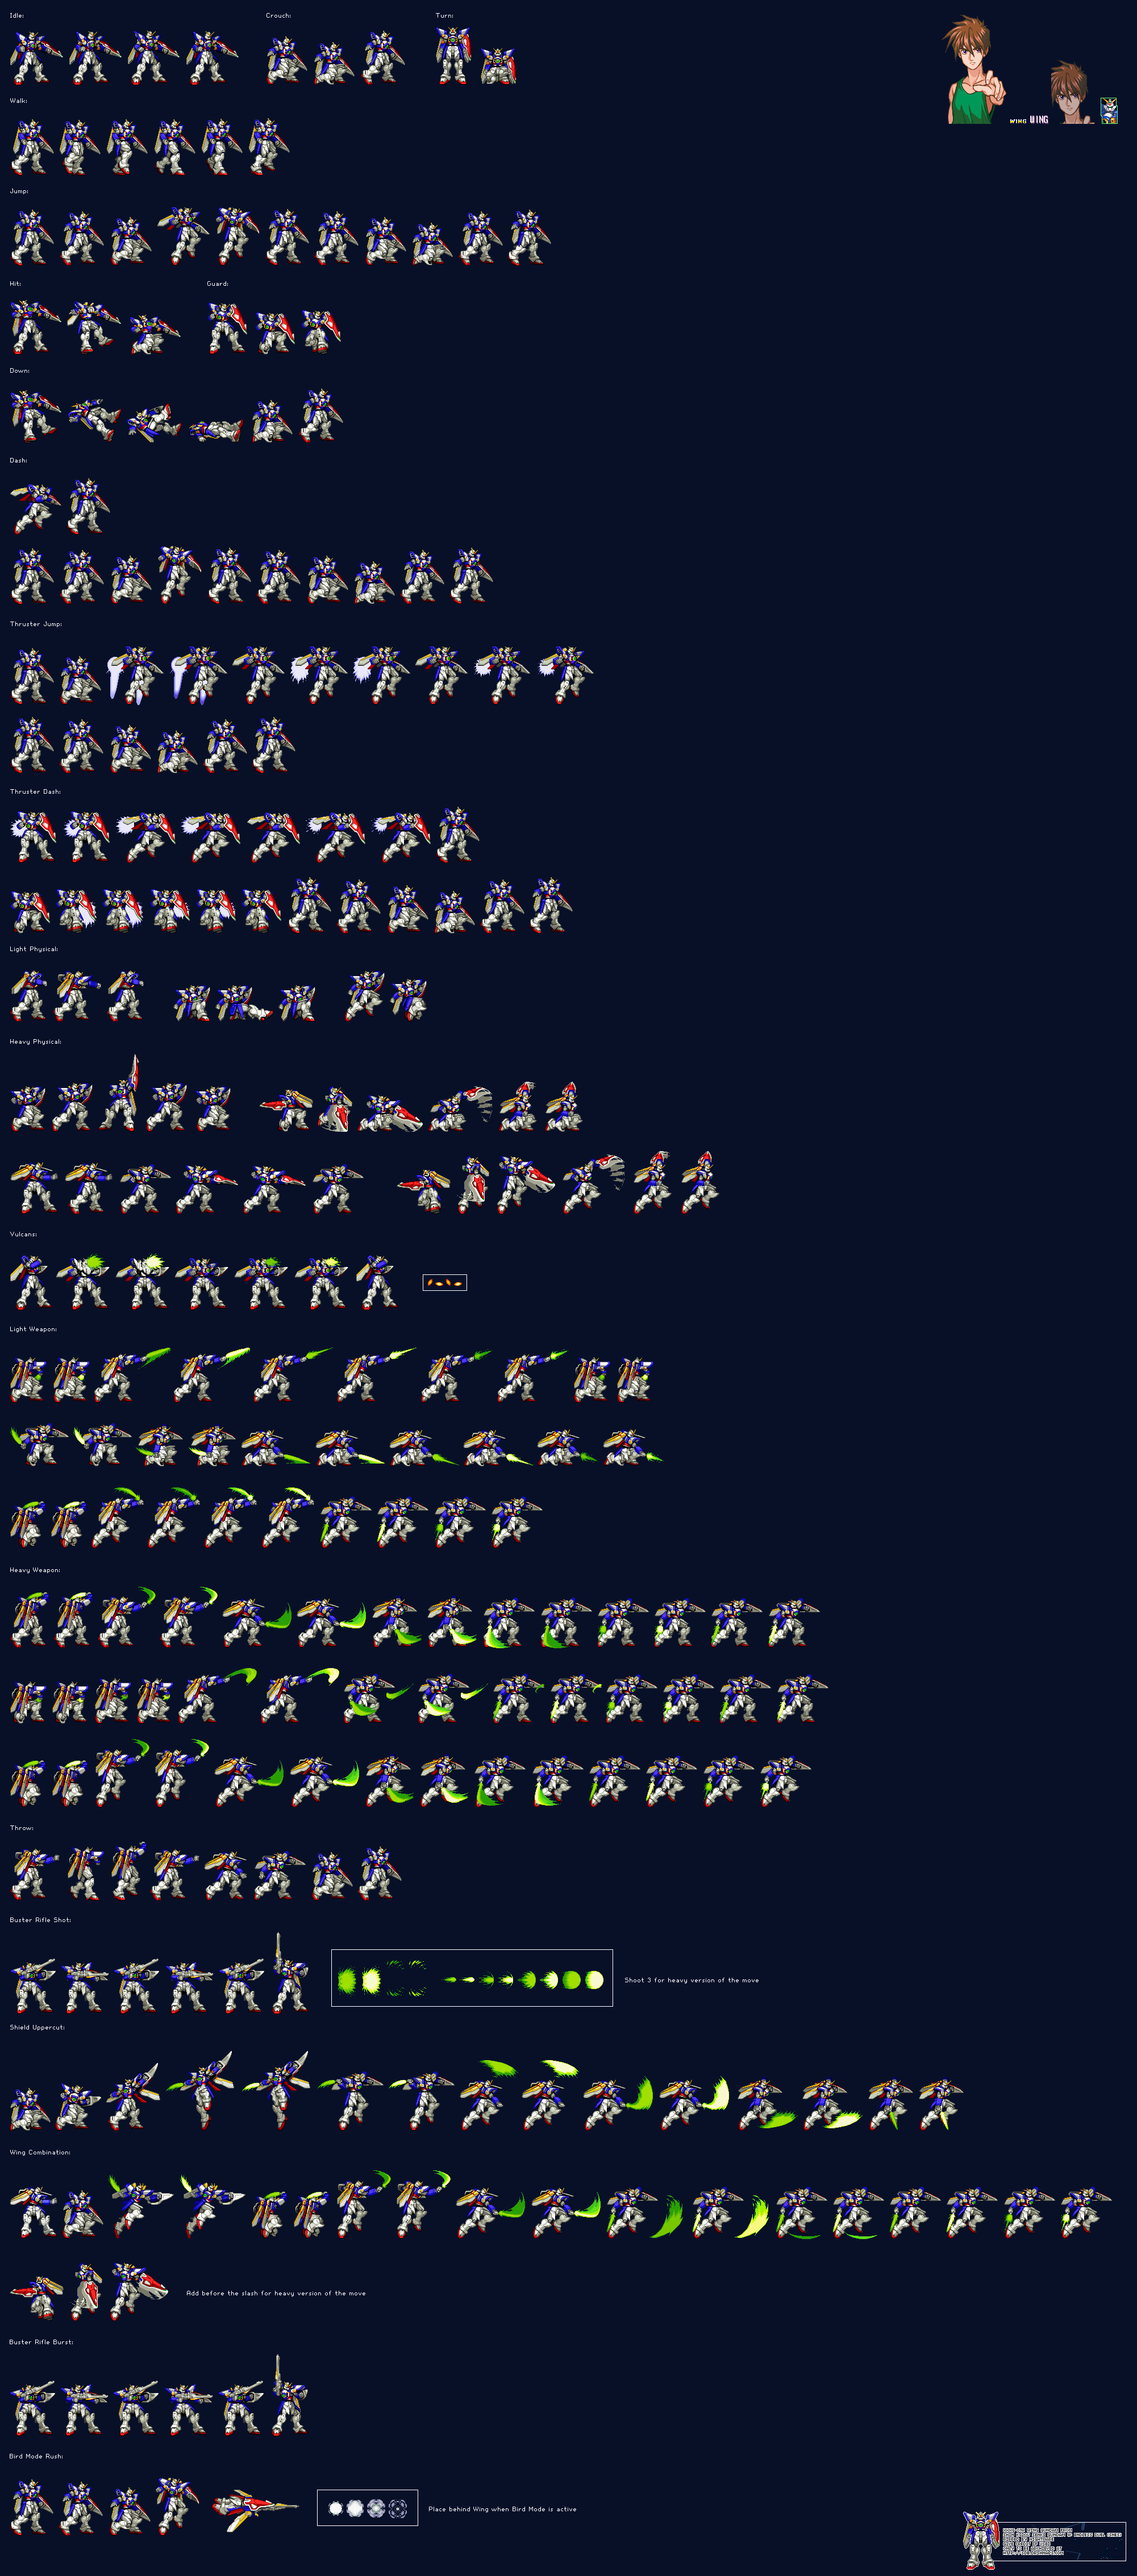 Idle:
Crouch:
Turn:
WING WING
Walk:
Jump:
Hit:
Guard:
Down:
Dash:
Thruster Jump:
Thruster Dash:
Light Physical:
Heavy Physical:
Vulcans:
Light Weapon:
Heavy Weapon:
Throw:
Buster Rifle Shot:
Shoot 3 for heavy version of the move
Shield Uppercut:
Wing Combination:
Add before the slash for heavy version of the move
Buster Rifle Burst:
Bird Mode Rush:
Place behind Wing when Bird Mode is active